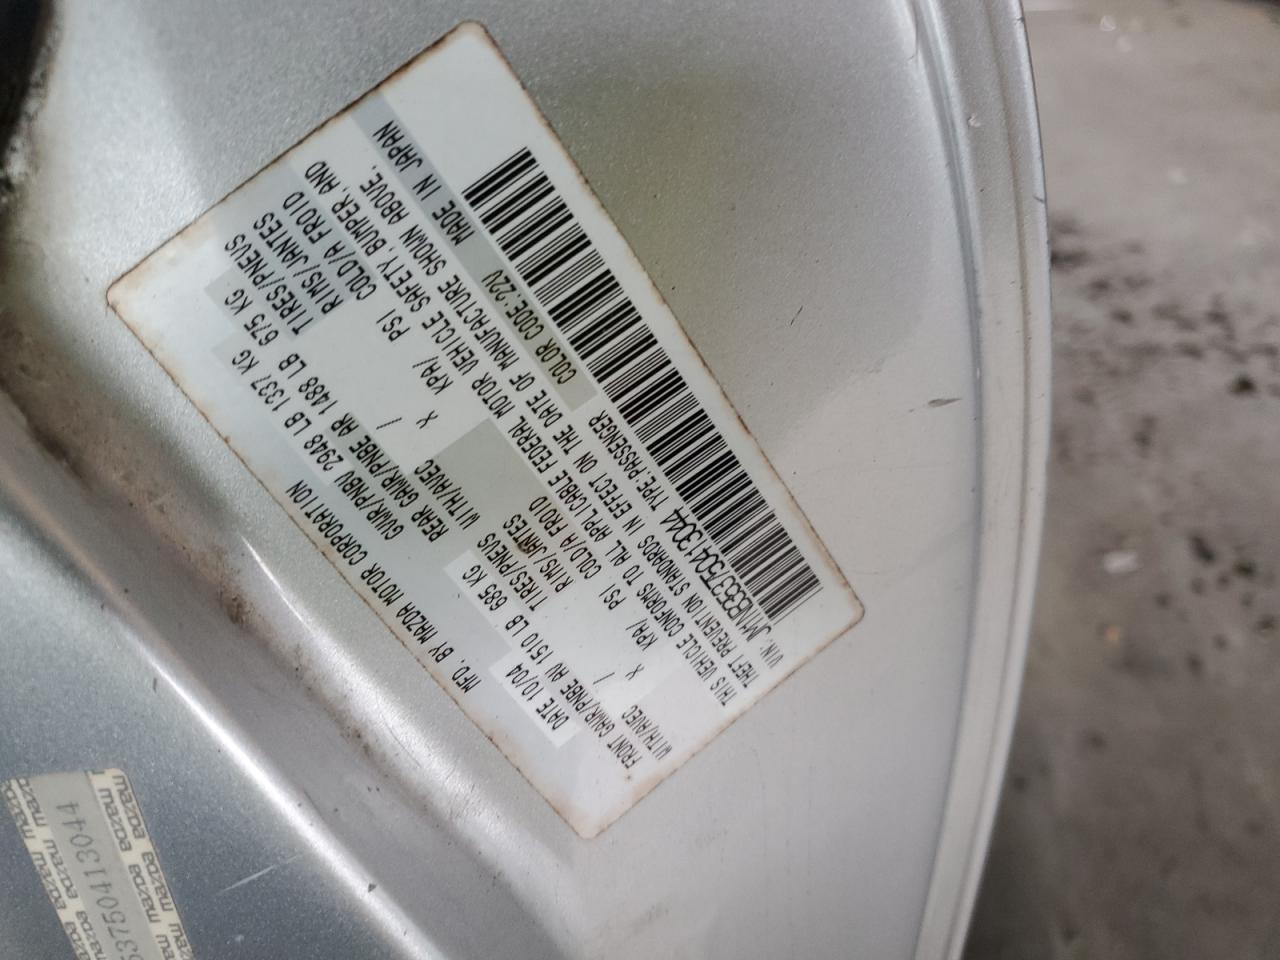 MFD. BY MAZDA MOTOR CORPORATION
DATE 10/04 GVWR/PNBV 2948 LB 1337 KG
FRONT GAWR/PNBE AV 1510 LB 685 KG REAR GAWR/PNBE AR 1488 LB 675 KG
WITH/AVEC / TIRES/PNEUS WITH/AVEC / TIRES/PNEUS
X RIMS/JANTES X RIMS/JANTES
KPA/ PSI COLD/A FROID KPA/ PSI COLD/A FROID
THIS VEHICLE CONFORMS TO ALL APPLICABLE FEDERAL MOTOR VEHICLE SAFETY, BUMPER, AND
THEFT PREVENTION STANDARDS IN EFFECT ON THE DATE OF MANUFACTURE SHOWN ABOVE.
VIN: JM1NB353750413044 TYPE:PASSENGER COLOR CODE:22V MADE IN JAPAN
mazda mazda mazda
53750413044
mazda mazda mazda